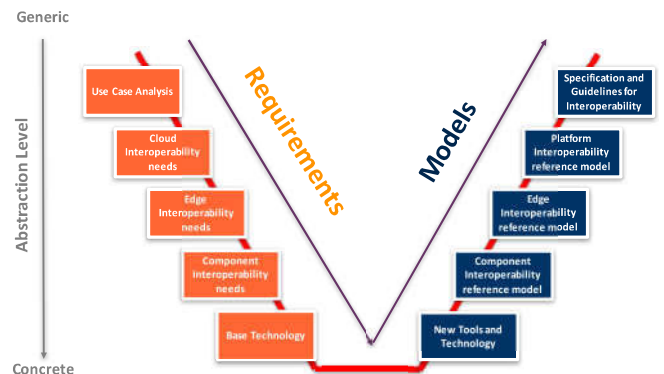 Generic
Abstraction Level
Concrete
Requirements
Models
Use Case Analysis
Cloud
Interoperability
needs
Edge
Interoperability
needs
Component
Interoperability
needs
Base Technology
Specification and
Guidelines for
Interoperability
Platform
Interoperability
reference model
Edge
Interoperability
reference model
Component
Interoperability
reference model
New Tools and
Technology